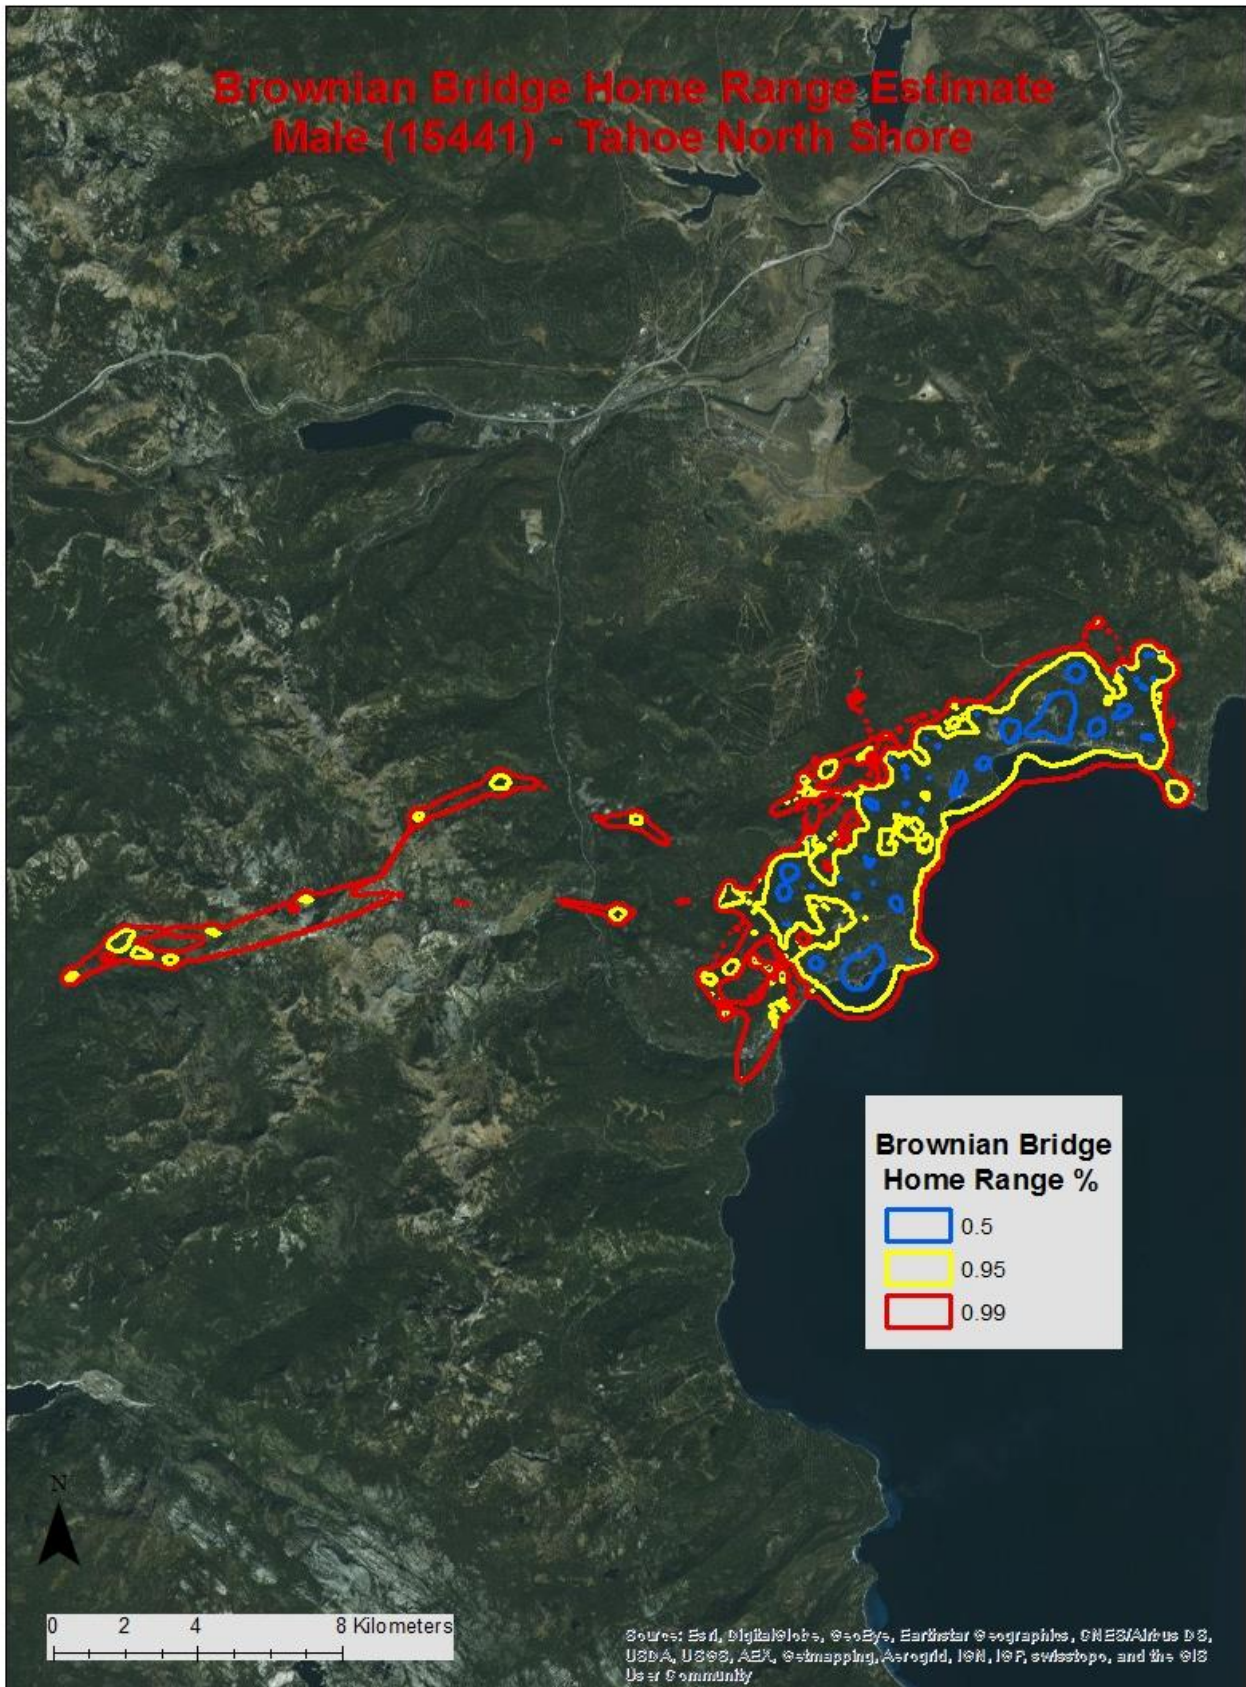 Brownian Bridge Home Range Estimate
Male (15441) - Tahoe North Shore
Brownian Bridge
Home Range %
0.5
0.95
0.99
N
0 2 4 8 Kilometers
Source: Esri, DigitalGlobe, GeoEye, Earthstar Geographics, CNES/Airbus DS,
USDA, USGS, AEX, Getmapping, Aerogrid, IGN, IGP, swisstopo, and the GIS
User Community